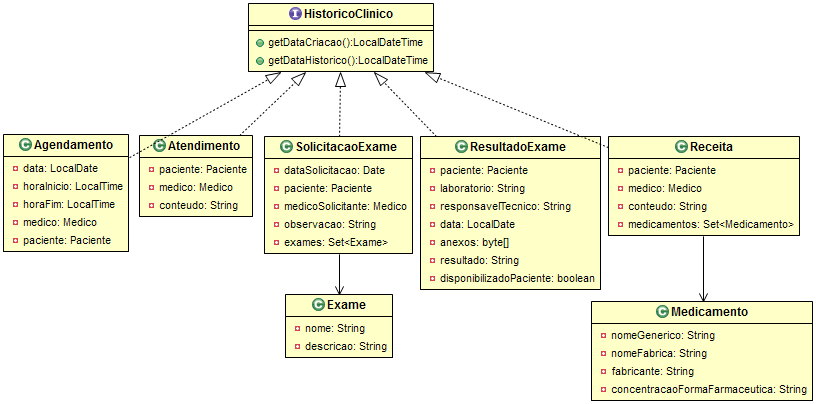 I HistoricoClinico
getDataCriacao():LocalDateTime
getDataHistorico():LocalDateTime
C Agendamento
data: LocalDate
horaInicio: LocalTime
horaFim: LocalTime
medico: Medico
paciente: Paciente
C Atendimento
paciente: Paciente
medico: Medico
conteudo: String
C SolicitacaoExame
dataSolicitacao: Date
paciente: Paciente
medicoSolicitante: Medico
observacao: String
exames: Set<Exame>
C ResultadoExame
paciente: Paciente
laboratorio: String
responsavelTecnico: String
data: LocalDate
anexos: byte[]
resultado: String
disponibilizadoPaciente: boolean
C Receita
paciente: Paciente
medico: Medico
conteudo: String
medicamentos: Set<Medicamento>
C Exame
nome: String
descricao: String
C Medicamento
nomeGenerico: String
nomeFabrica: String
fabricante: String
concentracaoFormaFarmaceutica: String